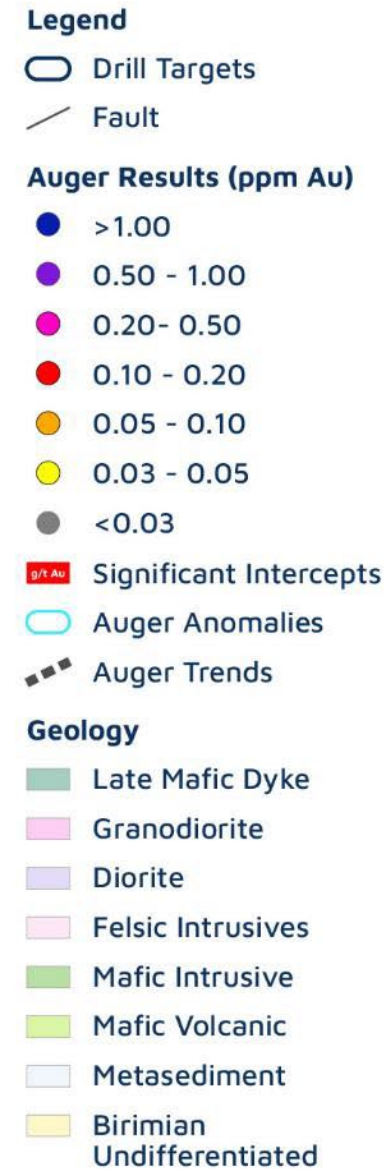 Legend
Drill Targets
Fault
Auger Results (ppm Au)
>1.00
0.50 - 1.00
0.20- 0.50
0.10 - 0.20
0.05 - 0.10
0.03 - 0.05
<0.03
g/t Au Significant Intercepts
Auger Anomalies
Auger Trends
Geology
Late Mafic Dyke
Granodiorite
Diorite
Felsic Intrusives
Mafic Intrusive
Mafic Volcanic
Metasediment
Birimian
Undifferentiated